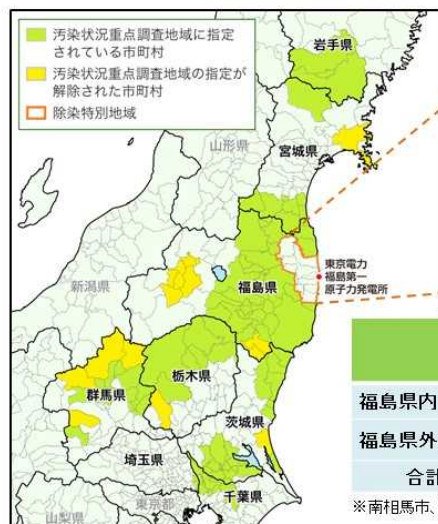 汚染状況重点調査地域に指定
されている市町村
汚染状況重点調査地域の指定が
解除された市町村
除染特別地域
岩手県
山形県
宮城県
新潟県
福島県
東京電力
福島第一
原子力発電所
栃木県
群馬県
茨城県
埼玉県
東京都
千葉県
山梨県
福島県内
福島県外
合計
※南相馬市、